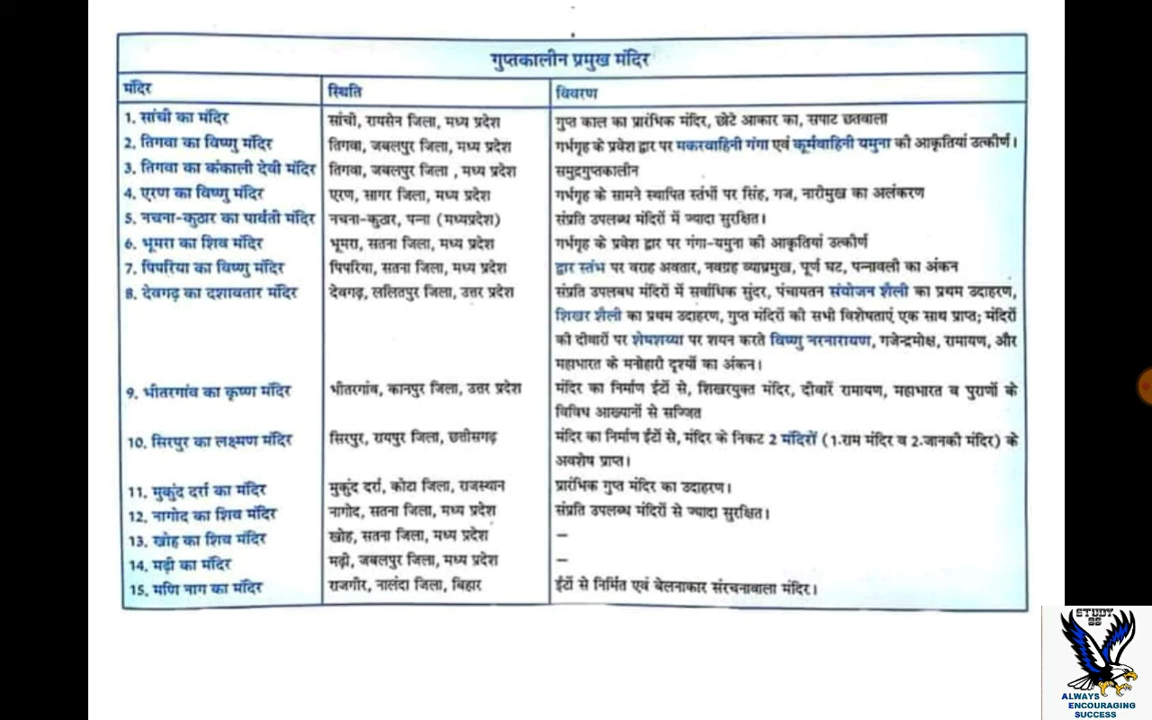 गुप्तकालीन प्रमुख मंदिर
मंदिर स्थिति विवरण
1. सांची का मंदिर सांची, रायसेन जिला, मध्य प्रदेश गुप्त काल का प्रारंभिक मंदिर, छोटे आकार का, सपाट छतवाला
2. तिगवा का विष्णु मंदिर तिगवा, जबलपुर जिला, मध्य प्रदेश गर्भगृह के प्रवेश द्वार पर मकरवाहिनी गंगा एवं कूर्मवाहिनी यमुना की आकृतियां उत्कीर्ण।
3. तिगवा का कंकाली देवी मंदिर तिगवा, जबलपुर जिला , मध्य प्रदेश समुद्रगुप्तकालीन
4. एरण का विष्णु मंदिर एरण, सागर जिला, मध्य प्रदेश गर्भगृह के सामने स्थापित स्तंभों पर सिंह, गज, नारीमुख का अलंकरण
5. नचना-कुठार का पार्वती मंदिर नचना-कुठार, पन्ना (मध्यप्रदेश) संप्रति उपलब्ध मंदिरों में ज्यादा सुरक्षित।
6. भूमरा का शिव मंदिर भूमरा, सतना जिला, मध्य प्रदेश गर्भगृह के प्रवेश द्वार पर गंगा-यमुना की आकृतियां उत्कीर्ण
7. पिपरिया का विष्णु मंदिर पिपरिया, सतना जिला, मध्य प्रदेश द्वार स्तंभ पर वराह अवतार, नवग्रह व्याघ्रमुख, पूर्ण घट, पन्नावली का अंकन
8. देवगढ़ का दशावतार मंदिर देवगढ़, ललितपुर जिला, उत्तर प्रदेश संप्रति उपलबध मंदिरों में सर्वाधिक सुंदर, पंचायतन संयोजन शैली का प्रथम उदाहरण,
शिखर शैली का प्रथम उदाहरण, गुप्त मंदिरों की सभी विशेषताएं एक साथ प्राप्त; मंदिरों
की दीवारों पर शेषशय्या पर शयन करते विष्णु नरनारायण, गजेन्द्रमोक्ष, रामायण, और
महाभारत के मनोहारी दृश्यों का अंकन।
9. भीतरगांव का कृष्ण मंदिर भीतरगांव, कानपुर जिला, उत्तर प्रदेश मंदिर का निर्माण ईंटों से, शिखरयुक्त मंदिर, दीवारें रामायण, महाभारत व पुराणों के
विविध आख्यानों से सज्जित
10. सिरपुर का लक्ष्मण मंदिर सिरपुर, रायपुर जिला, छत्तीसगढ़ मंदिर का निर्माण ईंटों से, मंदिर के निकट 2 मंदिरों (1-राम मंदिर व 2-जानकी मंदिर) के
अवशेष प्राप्त।
11. मुकुंद दर्रा का मंदिर मुकुंद दर्रा, कोटा जिला, राजस्थान प्रारंभिक गुप्त मंदिर का उदाहरण।
12. नागोद का शिव मंदिर नागोद, सतना जिला, मध्य प्रदेश संप्रति उपलब्ध मंदिरों से ज्यादा सुरक्षित।
13. खोह का शिव मंदिर खोह, सतना जिला, मध्य प्रदेश –
14. मढ़ी का मंदिर मढ़ी, जबलपुर जिला, मध्य प्रदेश –
15. मणि नाग का मंदिर राजगीर, नालंदा जिला, बिहार ईंटों से निर्मित एवं बेलनाकार संरचनावाला मंदिर।
STUDY
GS
ALWAYS
ENCOURAGING
SUCCESS